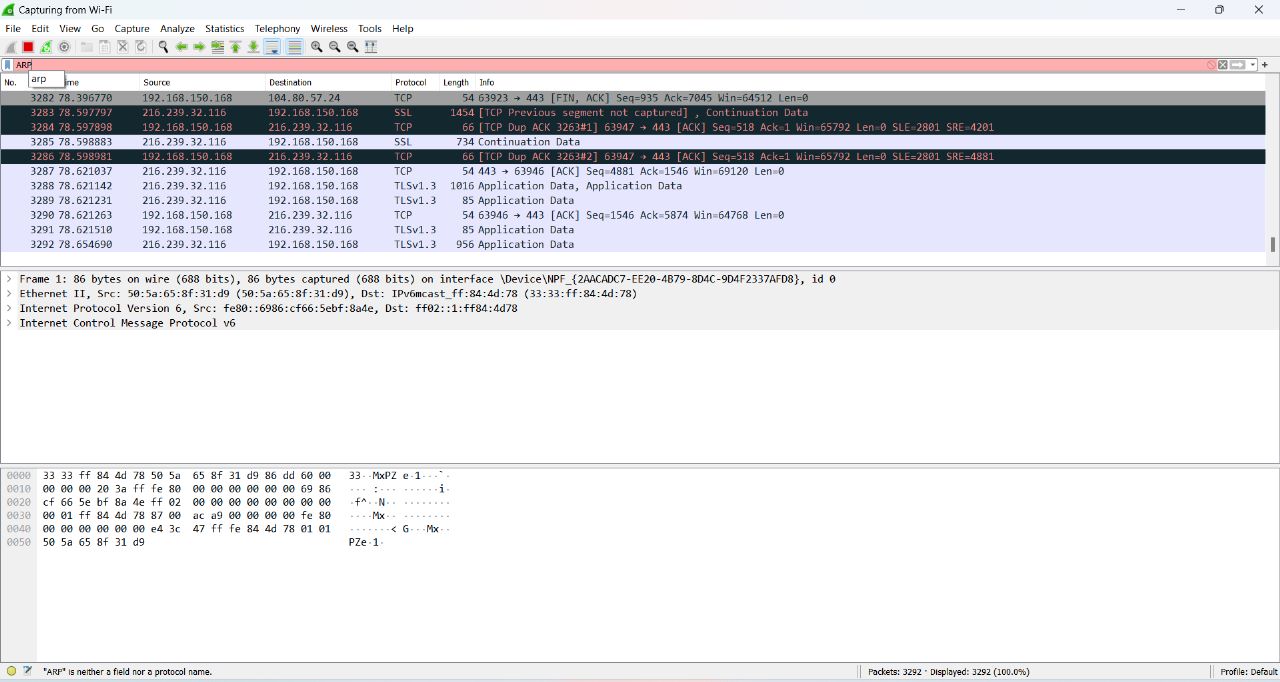 Capturing from Wi-Fi
File Edit View Go Capture Analyze Statistics Telephony Wireless Tools Help
ARP
arp
No. me Source Destination Protocol Length Info
3282 78.396770 192.168.150.168 104.80.57.24 TCP 54 63923 → 443 [FIN, ACK] Seq=935 Ack=7045 Win=64512 Len=0
3283 78.597797 216.239.32.116 192.168.150.168 SSL 1454 [TCP Previous segment not captured] , Continuation Data
3284 78.597898 192.168.150.168 216.239.32.116 TCP 66 [TCP Dup ACK 3263#1] 63947 → 443 [ACK] Seq=518 Ack=1 Win=65792 Len=0 SLE=2801 SRE=4201
3285 78.598883 216.239.32.116 192.168.150.168 SSL 734 Continuation Data
3286 78.598981 192.168.150.168 216.239.32.116 TCP 66 [TCP Dup ACK 3263#2] 63947 → 443 [ACK] Seq=518 Ack=1 Win=65792 Len=0 SLE=2801 SRE=4881
3287 78.621037 216.239.32.116 192.168.150.168 TCP 54 443 → 63946 [ACK] Seq=4881 Ack=1546 Win=69120 Len=0
3288 78.621142 216.239.32.116 192.168.150.168 TLSv1.3 1016 Application Data, Application Data
3289 78.621231 216.239.32.116 192.168.150.168 TLSv1.3 85 Application Data
3290 78.621263 192.168.150.168 216.239.32.116 TCP 54 63946 → 443 [ACK] Seq=1546 Ack=5874 Win=64768 Len=0
3291 78.621510 192.168.150.168 216.239.32.116 TLSv1.3 85 Application Data
3292 78.654690 216.239.32.116 192.168.150.168 TLSv1.3 956 Application Data
Frame 1: 86 bytes on wire (688 bits), 86 bytes captured (688 bits) on interface \Device\NPF_{2AACADC7-EE20-4B79-8D4C-9D4F2337AFD8}, id 0
Ethernet II, Src: 50:5a:65:8f:31:d9 (50:5a:65:8f:31:d9), Dst: IPv6mcast_ff:84:4d:78 (33:33:ff:84:4d:78)
Internet Protocol Version 6, Src: fe80::6986:cf66:5ebf:8a4e, Dst: ff02::1:ff84:4d78
Internet Control Message Protocol v6
0000 33 33 ff 84 4d 78 50 5a 65 8f 31 d9 86 dd 60 00 33··MxPZ e·1···`·
0010 00 00 00 20 3a ff fe 80 00 00 00 00 00 00 69 86 ··· :··· ······i·
0020 cf 66 5e bf 8a 4e ff 02 00 00 00 00 00 00 00 00 ·f^··N·· ········
0030 00 01 ff 84 4d 78 87 00 ac a9 00 00 00 00 fe 80 ····Mx·· ········
0040 00 00 00 00 00 00 e4 3c 47 ff fe 84 4d 78 01 01 ·······< G···Mx··
0050 50 5a 65 8f 31 d9 PZe·1·
"ARP" is neither a field nor a protocol name. Packets: 3292 · Displayed: 3292 (100.0%) Profile: Default